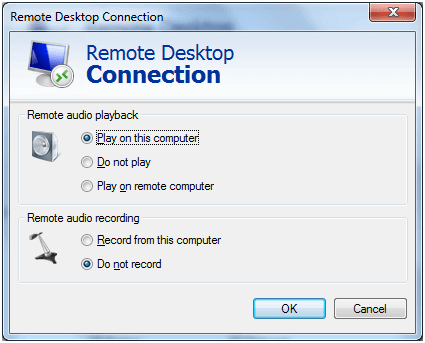 Remote Desktop Connection
Remote Desktop
Connection
Remote audio playback
Play on this computer
Do not play
Play on remote computer
Remote audio recording
Record from this computer
Do not record
OK
Cancel